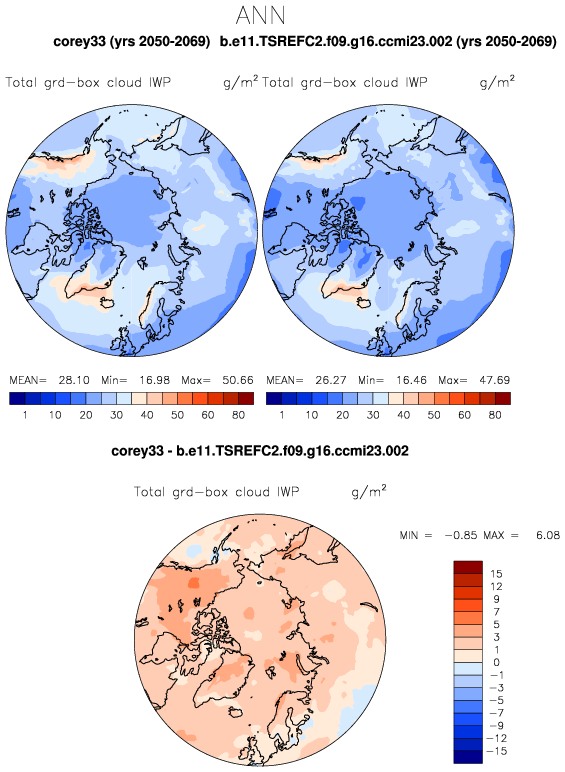 ANN
corey33 (yrs 2050-2069) b.e11.TSREFC2.f09.g16.ccmi23.002 (yrs 2050-2069)
Total grd-box cloud IWP g/m² Total grd-box cloud IWP g/m²
MEAN= 28.10 Min= 16.98 Max= 50.66 MEAN= 26.27 Min= 16.46 Max= 47.69
1 10 20 30 40 50 60 80 1 10 20 30 40 50 60 80
corey33 - b.e11.TSREFC2.f09.g16.ccmi23.002
Total grd-box cloud IWP g/m²
MIN = -0.85 MAX = 6.08
15
12
9
7
5
3
1
0
-1
-3
-5
-7
-9
-12
-15